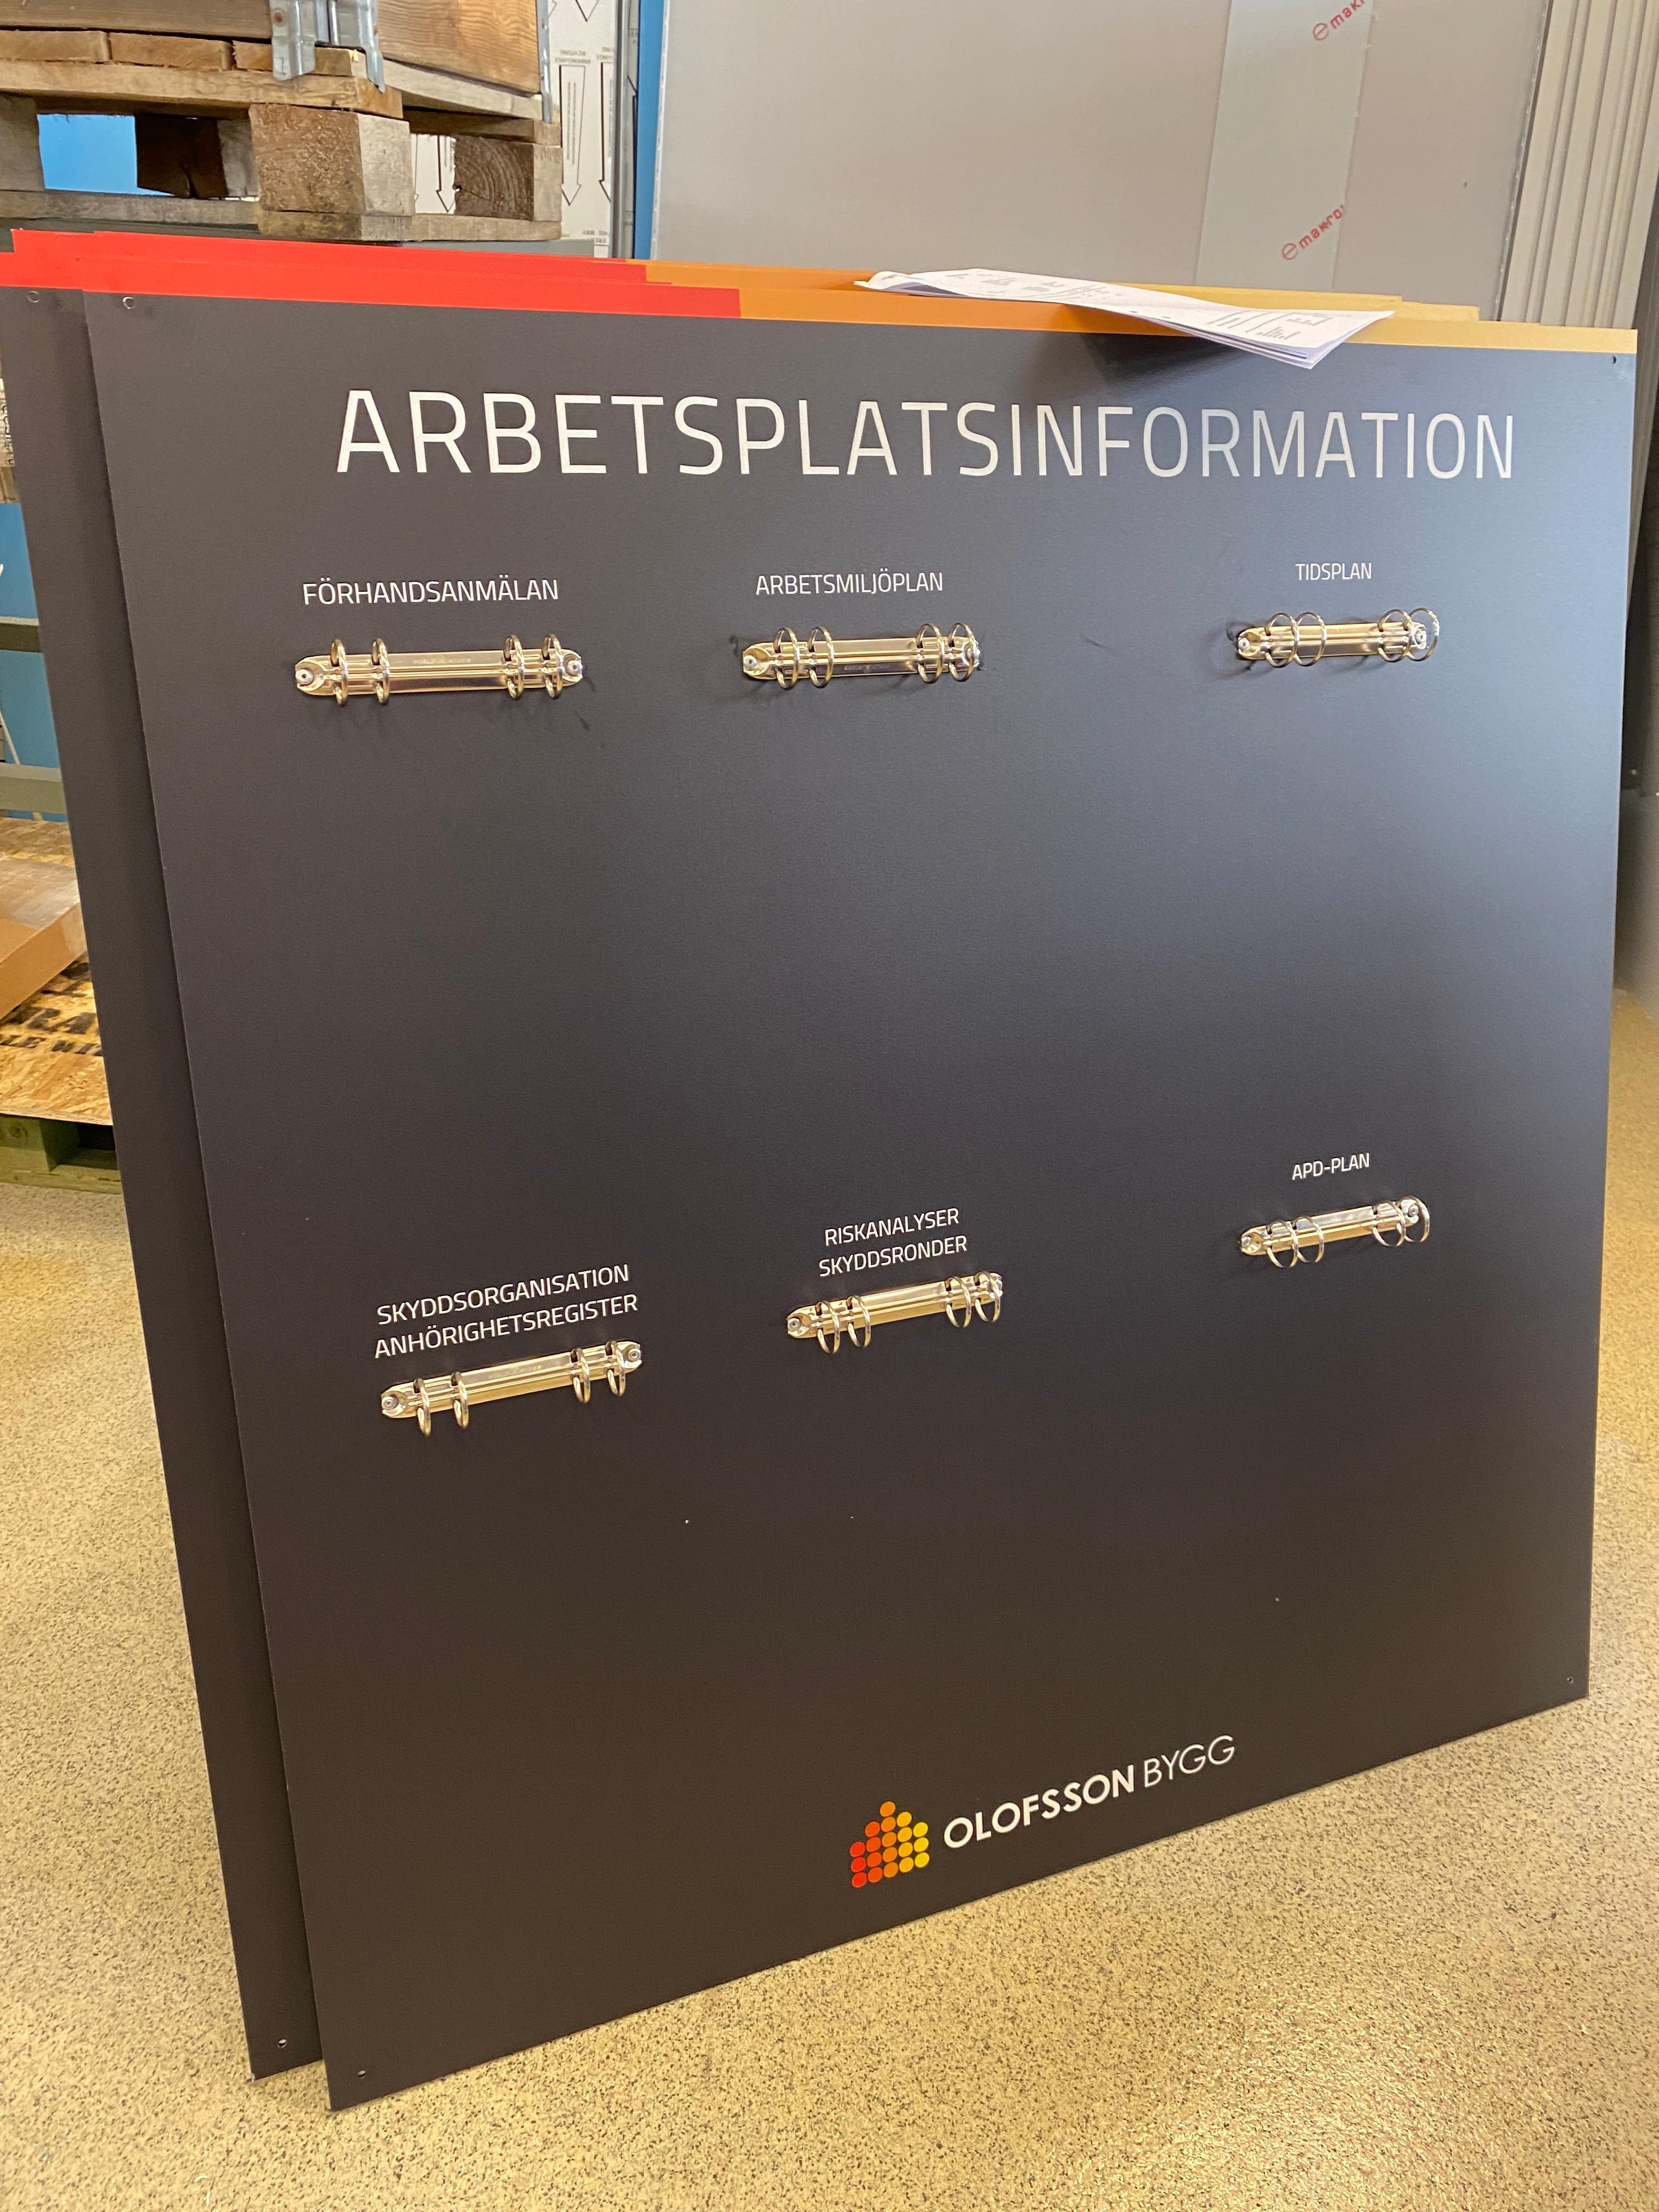 ARBETSPLATSINFORMATION
FÖRHANDSANMÄLAN
ARBETSMILJÖPLAN
TIDSPLAN
SKYDDSORGANISATION
ANHÖRIGHETSREGISTER
RISKANALYSER
SKYDDSRONDER
APD-PLAN
OLOFSSON BYGG